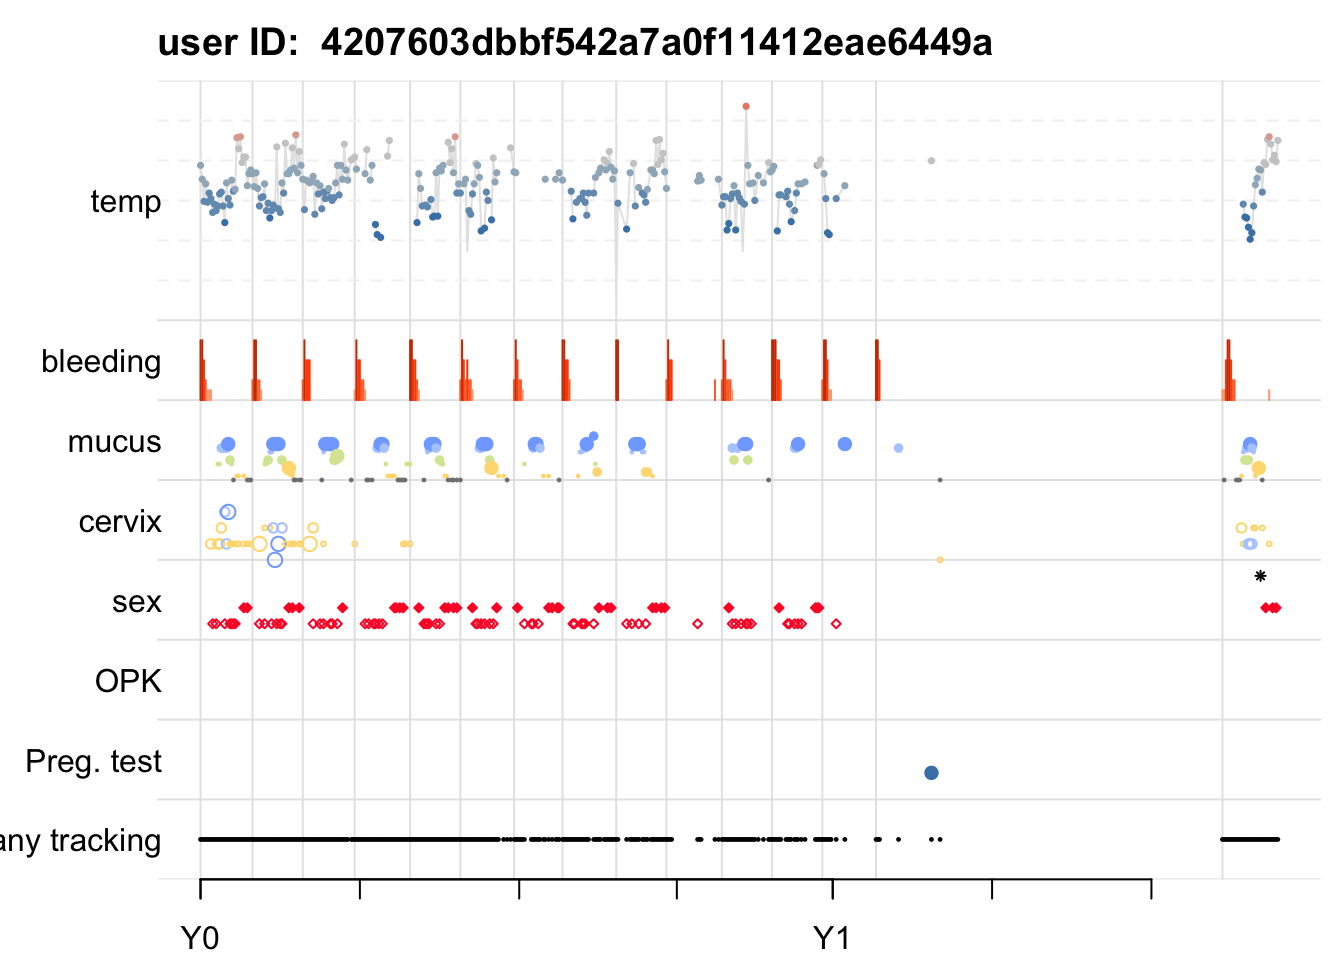 user ID:  4207603dbbf542a7a0f11412eae6449a
temp
bleeding
mucus
cervix
sex
OPK
Preg. test
any tracking
Y0 Y1